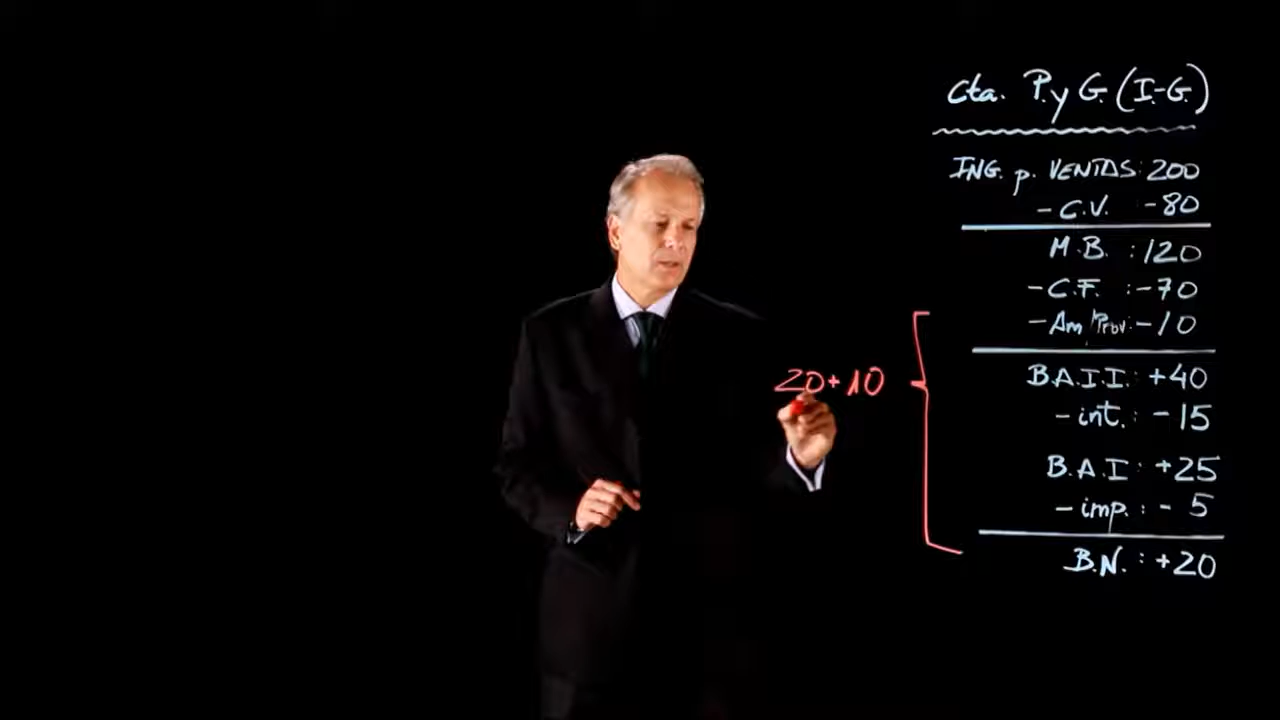 Cta. P. y G. (I.-G.)
ING. p. VENTAS: 200
- C.V. : -80
M.B. : 120
- C.F. : -70
- Am/Prov: -10
B.A.I.I. : +40
- int. : - 15
B.A.I : +25
- imp. : - 5
B.N. : +20
20+10